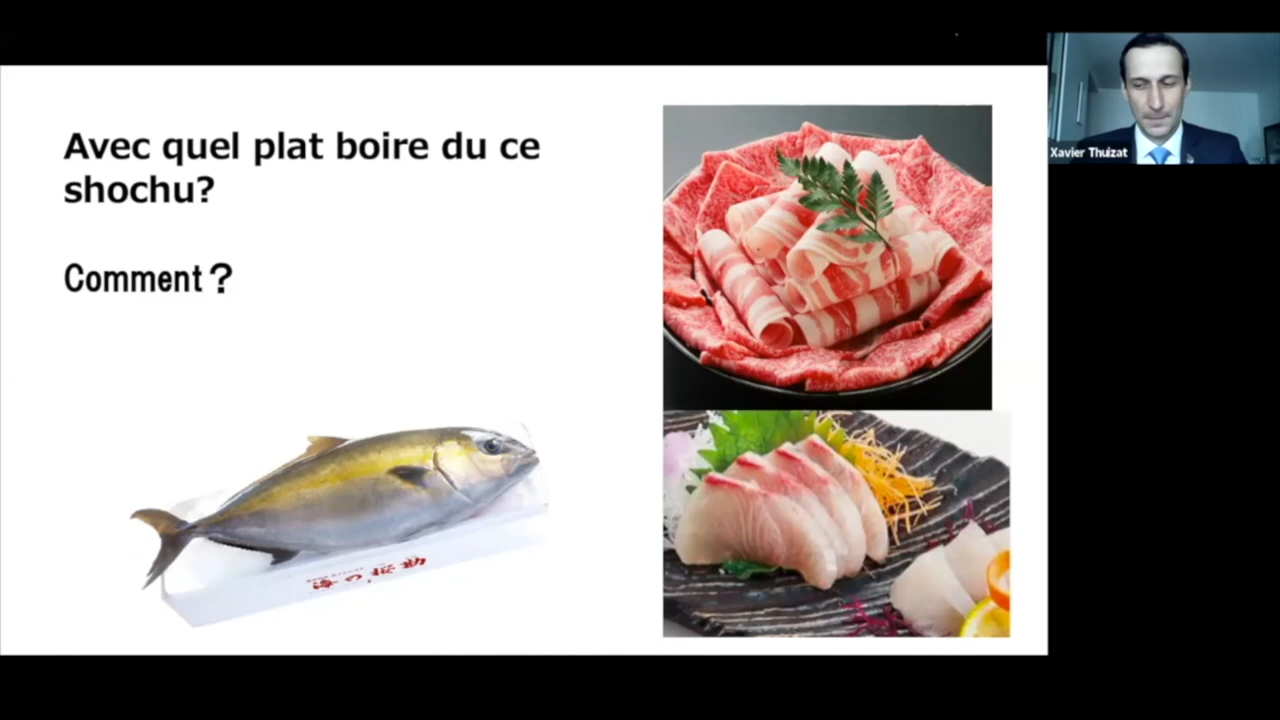 Avec quel plat boire du ce
shochu?
Comment？
Xavier Thuizat